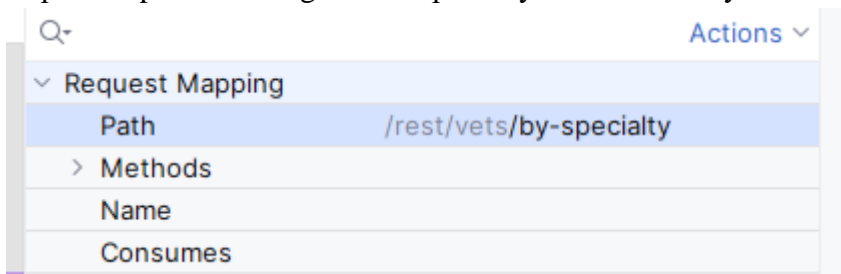 Actions
Request Mapping
Path /rest/vets/by-specialty
Methods
Name
Consumes